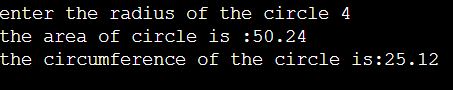 enter the radius of the circle 4
the area of circle is :50.24
the circumference of the circle is:25.12